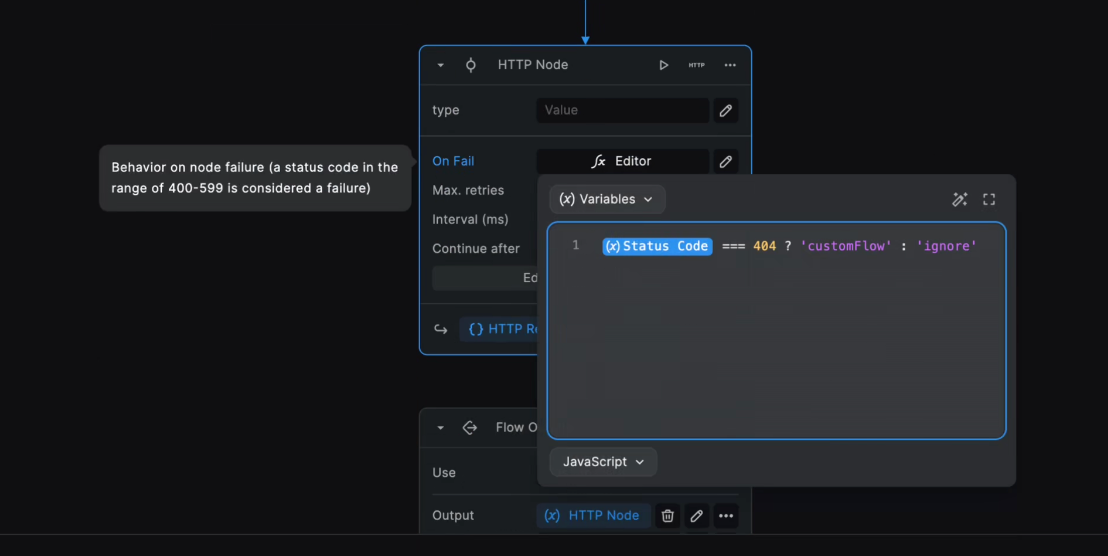 HTTP Node
HTTP
type
Value
Behavior on node failure (a status code in the
range of 400-599 is considered a failure)
On Fail
fx Editor
Max. retries
Interval (ms)
Continue after
Ed
(x) Variables
1 (x) Status Code === 404 ? 'customFlow' : 'ignore'
JavaScript
{} HTTP Re
Flow O
Use
Output
(x) HTTP Node